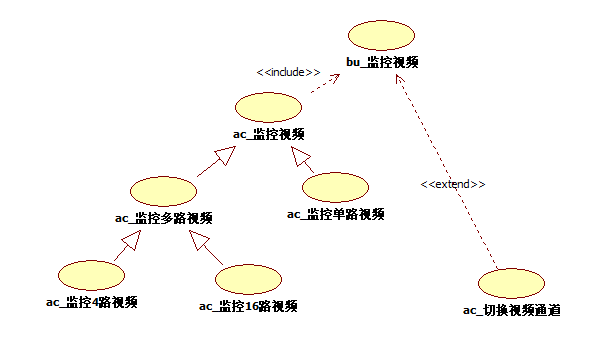 bu_监控视频
<<include>>
ac_监控视频
<<extend>>
ac_监控多路视频
ac_监控单路视频
ac_监控4路视频
ac_监控16路视频
ac_切换视频通道